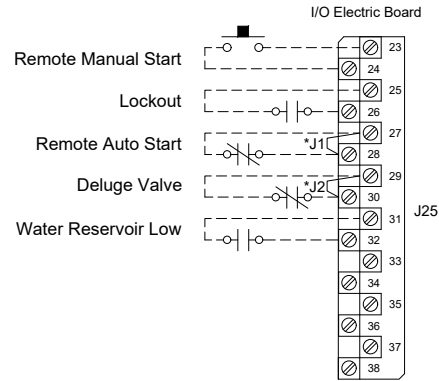 I/O Electric Board
23
Remote Manual Start
24
25
Lockout
26
27
Remote Auto Start
*J1
28
Deluge Valve
29
*J2
30
J25
31
Water Reservoir Low
32
33
34
35
36
37
38